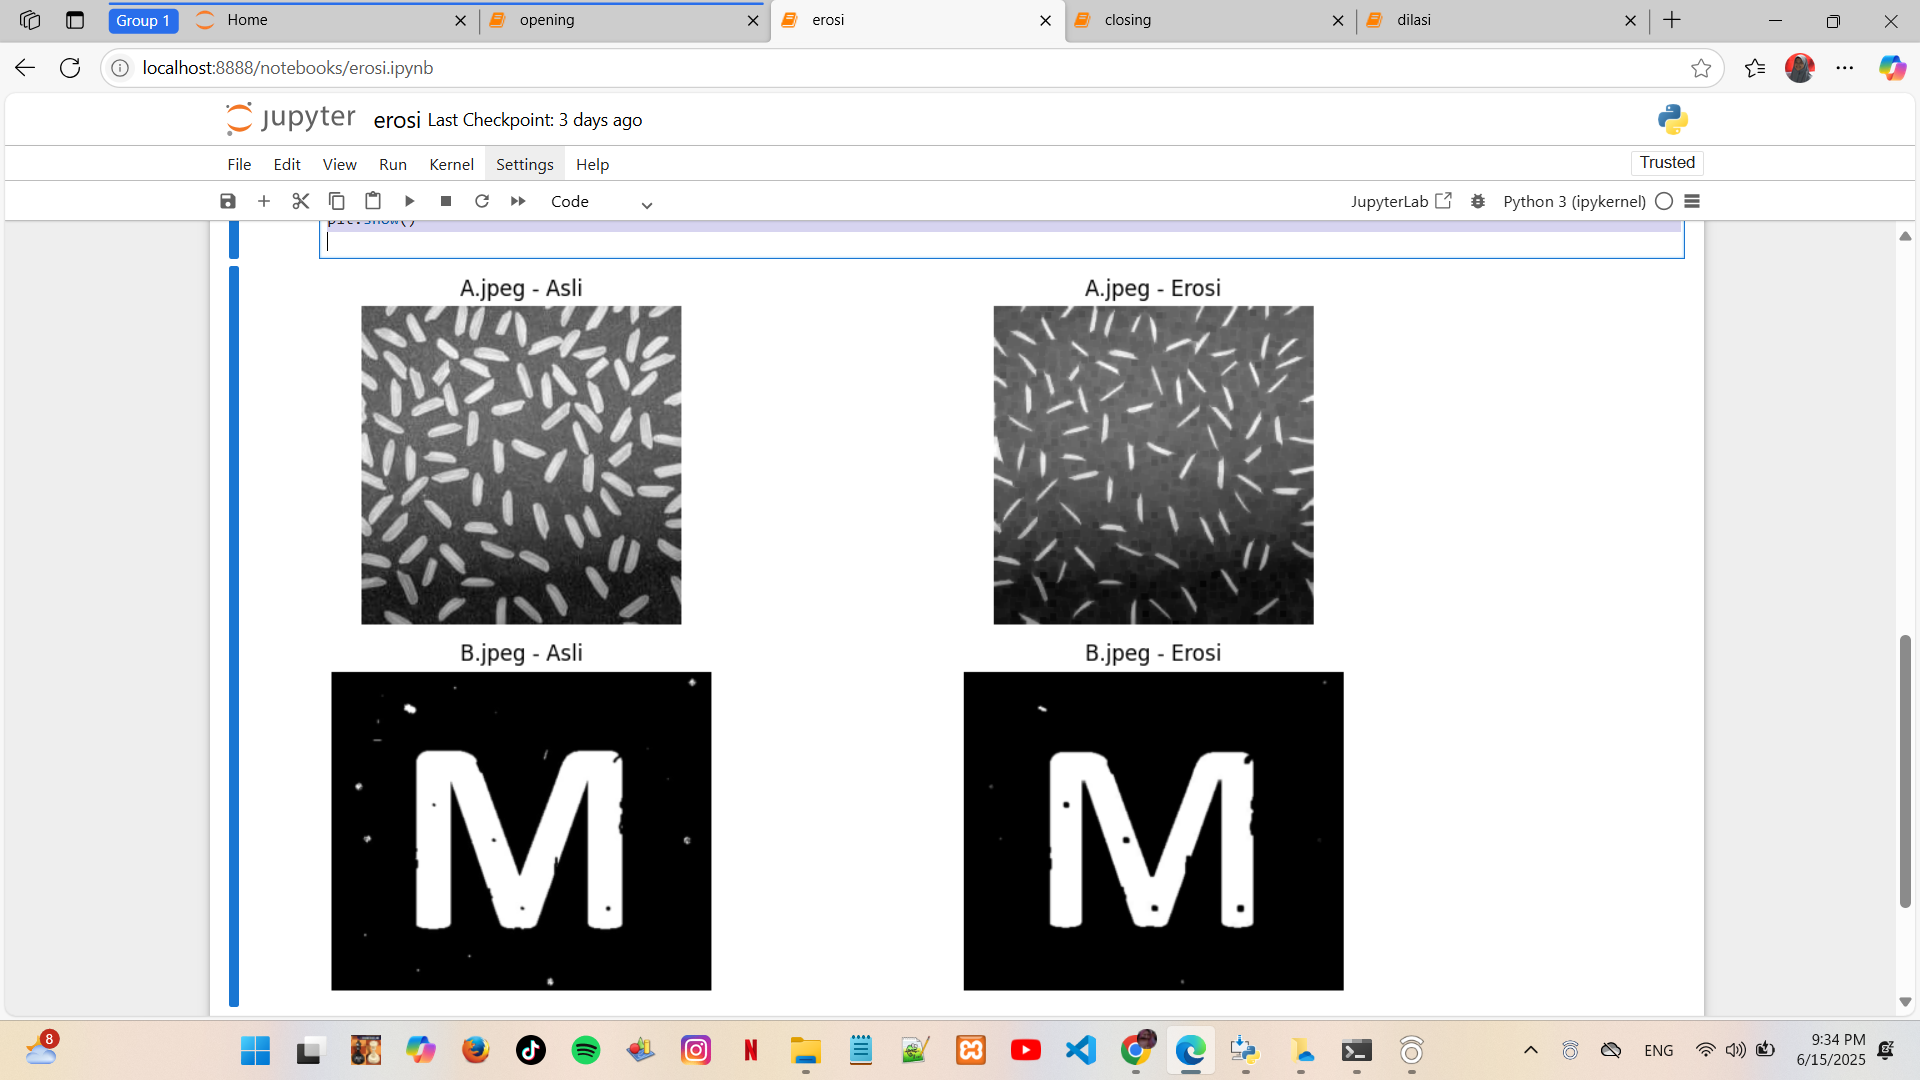 Group 1
Home
opening
erosi
closing
dilasi
localhost:8888/notebooks/erosi.ipynb
jupyter erosi Last Checkpoint: 3 days ago
File Edit View Run Kernel Settings Help
Trusted
Code
JupyterLab
Python 3 (ipykernel)
plt.show()
A.jpeg - Asli
A.jpeg - Erosi
B.jpeg - Asli
B.jpeg - Erosi
M
M
8
N
ENG
9:34 PM
6/15/2025